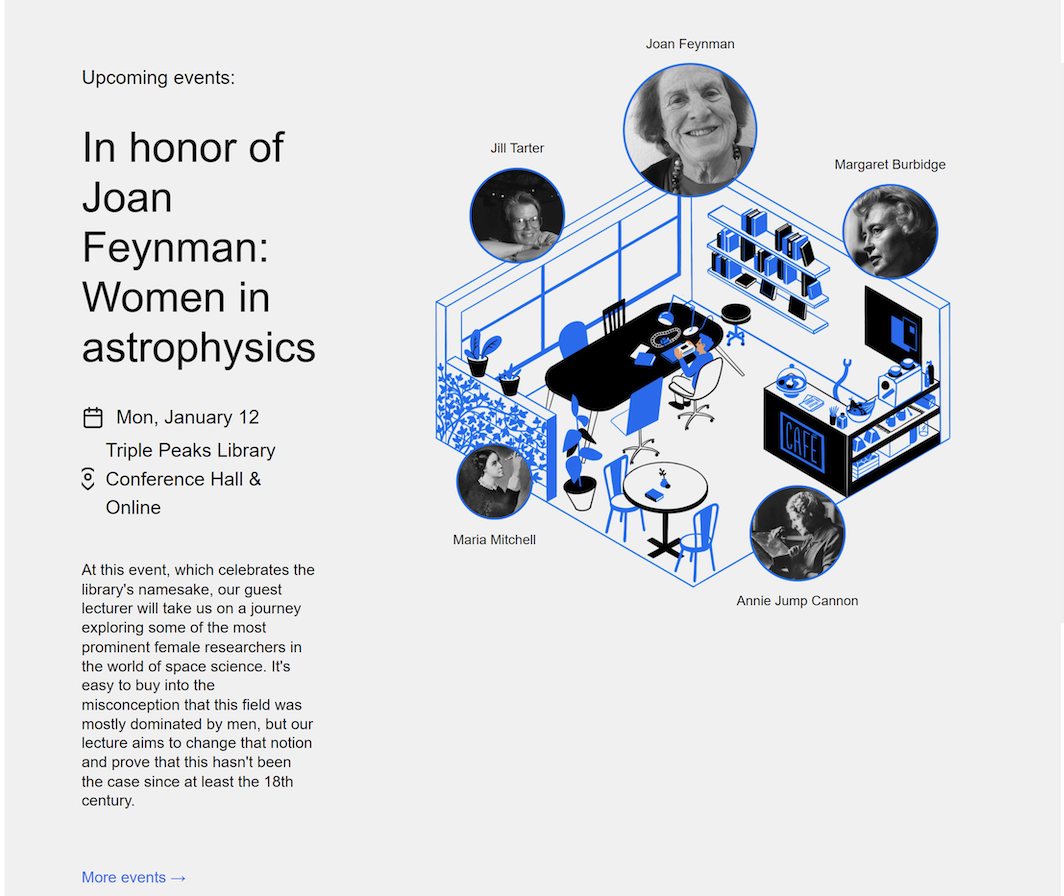 Upcoming events:
In honor of
Joan
Feynman:
Women in
astrophysics
Mon, January 12
Triple Peaks Library
Conference Hall &
Online
At this event, which celebrates the
library's namesake, our guest
lecturer will take us on a journey
exploring some of the most
prominent female researchers in
the world of space science. It's
easy to buy into the
misconception that this field was
mostly dominated by men, but our
lecture aims to change that notion
and prove that this hasn't been
the case since at least the 18th
century.
More events →
Joan Feynman
Jill Tarter
Margaret Burbidge
CAFE
Maria Mitchell
Annie Jump Cannon